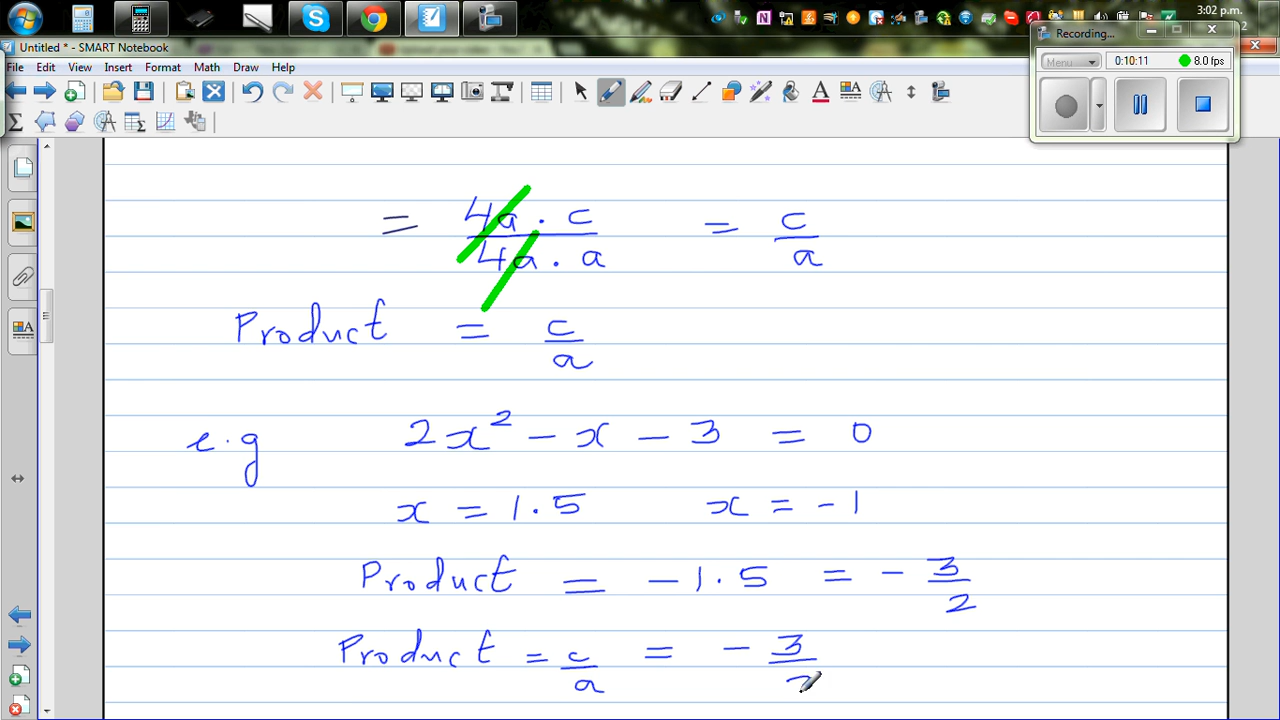 3:02 p.m.
Untitled * - SMART Notebook
Recording...
File Edit View Insert Format Math Draw Help
Menu 0:10:11 8.0 fps
= 4a . c / 4a . a = c / a
Product = c / a
e.g 2x² - x - 3 = 0
x = 1.5 x = -1
Product = -1.5 = - 3 / 2
Product = c / a = - 3 /